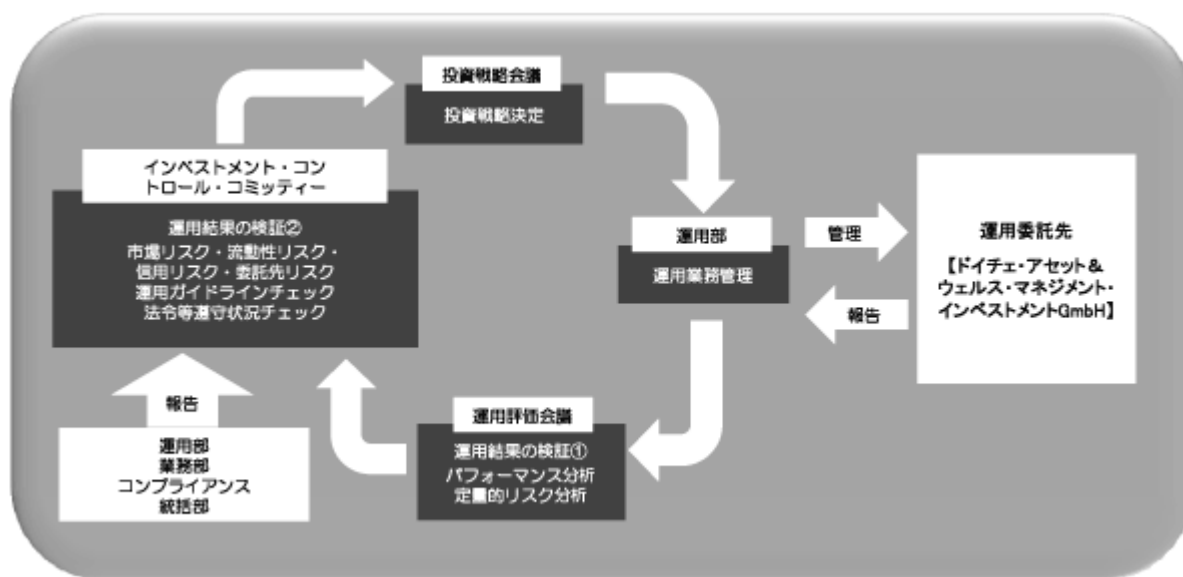 投資戦略会議
投資戦略決定
インベストメント・コン
トロール・コミッティー
運用結果の検証②
市場リスク・流動性リスク・
信用リスク・委託先リスク
運用ガイドラインチェック
法令等遵守状況チェック
運用部
運用業務管理
管理
報告
運用委託先
【ドイチェ・アセット＆
ウェルス・マネジメント・
インベストメントGmbH】
報告
運用部
業務部
コンプライアンス
統括部
運用評価会議
運用結果の検証①
パフォーマンス分析
定量的リスク分析